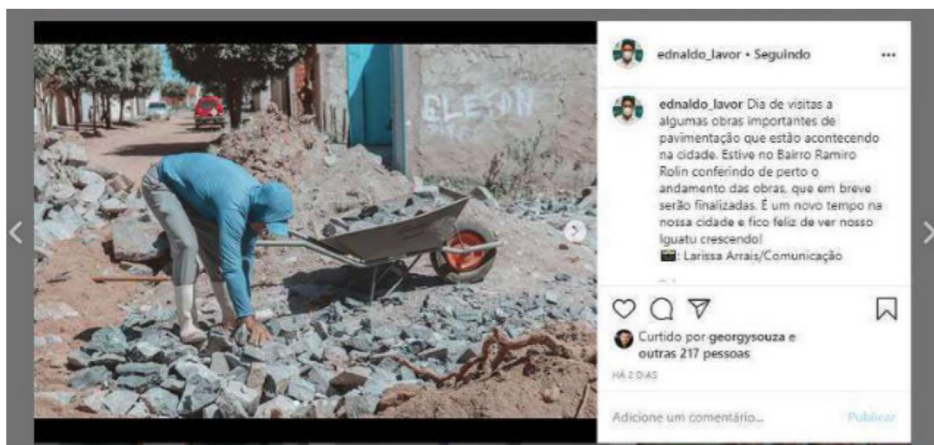 GLEISON
ednaldo_lavor • Seguindo
ednaldo_lavor Dia de visitas a
algumas obras importantes de
pavimentação que estão acontecendo
na cidade. Estive no Bairro Ramiro
Rolin conferindo de perto o
andamento das obras, que em breve
serão finalizadas. É um novo tempo na
nossa cidade e fico feliz de ver nosso
Iguatu crescendo!
📷: Larissa Arrais/Comunicação
Curtido por georgysouza e
outras 217 pessoas
HÁ 2 DIAS
Adicione um comentário...
Publicar